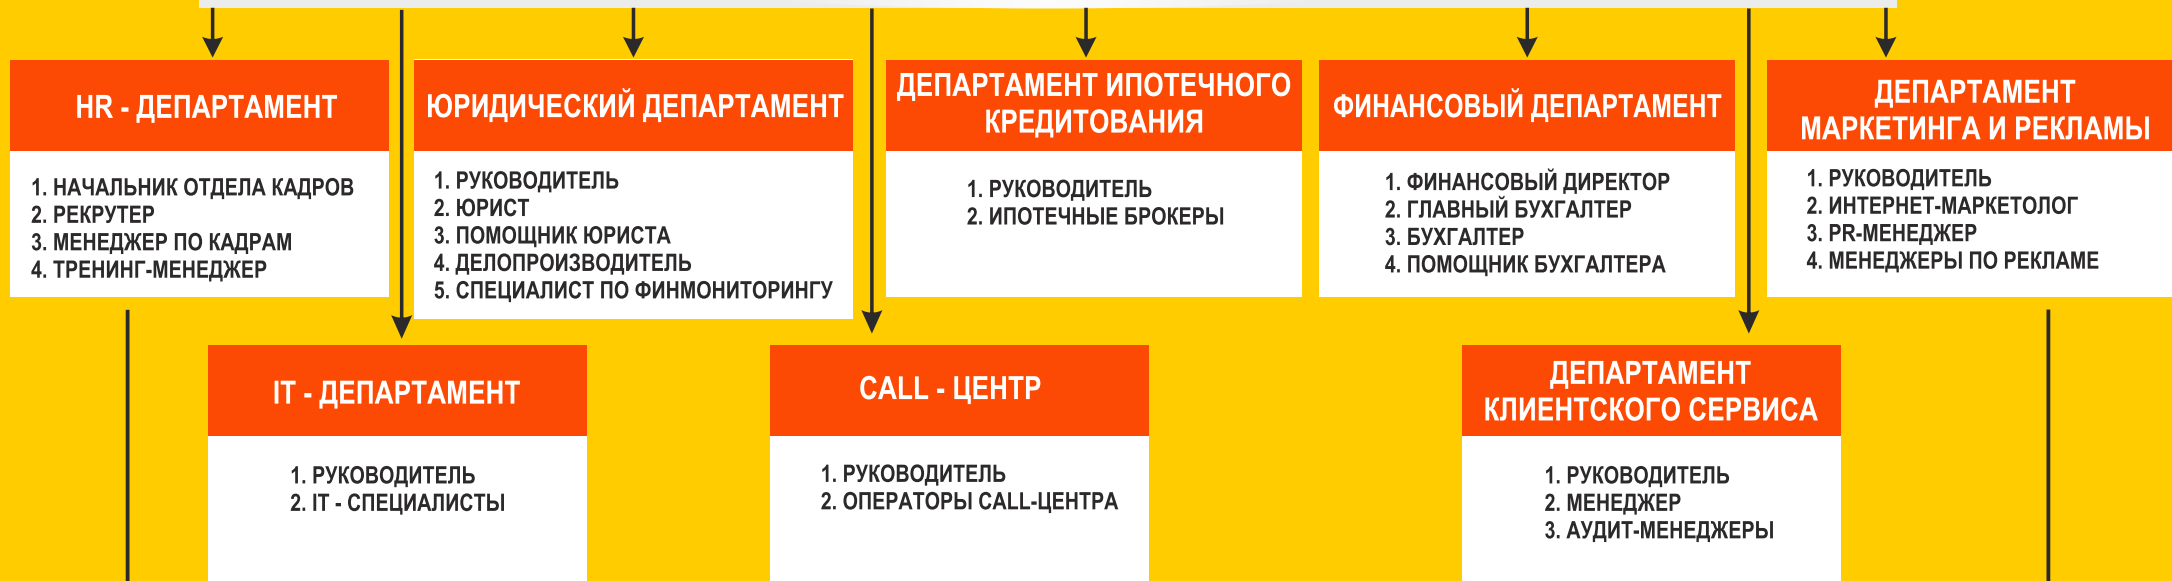 HR - ДЕПАРТАМЕНТ
1. НАЧАЛЬНИК ОТДЕЛА КАДРОВ
2. РЕКРУТЕР
3. МЕНЕДЖЕР ПО КАДРАМ
4. ТРЕНИНГ-МЕНЕДЖЕР
ЮРИДИЧЕСКИЙ ДЕПАРТАМЕНТ
1. РУКОВОДИТЕЛЬ
2. ЮРИСТ
3. ПОМОЩНИК ЮРИСТА
4. ДЕЛОПРОИЗВОДИТЕЛЬ
5. СПЕЦИАЛИСТ ПО ФИНМОНИТОРИНГУ
ДЕПАРТАМЕНТ ИПОТЕЧНОГО
КРЕДИТОВАНИЯ
1. РУКОВОДИТЕЛЬ
2. ИПОТЕЧНЫЕ БРОКЕРЫ
ФИНАНСОВЫЙ ДЕПАРТАМЕНТ
1. ФИНАНСОВЫЙ ДИРЕКТОР
2. ГЛАВНЫЙ БУХГАЛТЕР
3. БУХГАЛТЕР
4. ПОМОЩНИК БУХГАЛТЕРА
ДЕПАРТАМЕНТ
МАРКЕТИНГА И РЕКЛАМЫ
1. РУКОВОДИТЕЛЬ
2. ИНТЕРНЕТ-МАРКЕТОЛОГ
3. PR-МЕНЕДЖЕР
4. МЕНЕДЖЕРЫ ПО РЕКЛАМЕ
IT - ДЕПАРТАМЕНТ
1. РУКОВОДИТЕЛЬ
2. IT - СПЕЦИАЛИСТЫ
CALL - ЦЕНТР
1. РУКОВОДИТЕЛЬ
2. ОПЕРАТОРЫ CALL-ЦЕНТРА
ДЕПАРТАМЕНТ
КЛИЕНТСКОГО СЕРВИСА
1. РУКОВОДИТЕЛЬ
2. МЕНЕДЖЕР
3. АУДИТ-МЕНЕДЖЕРЫ